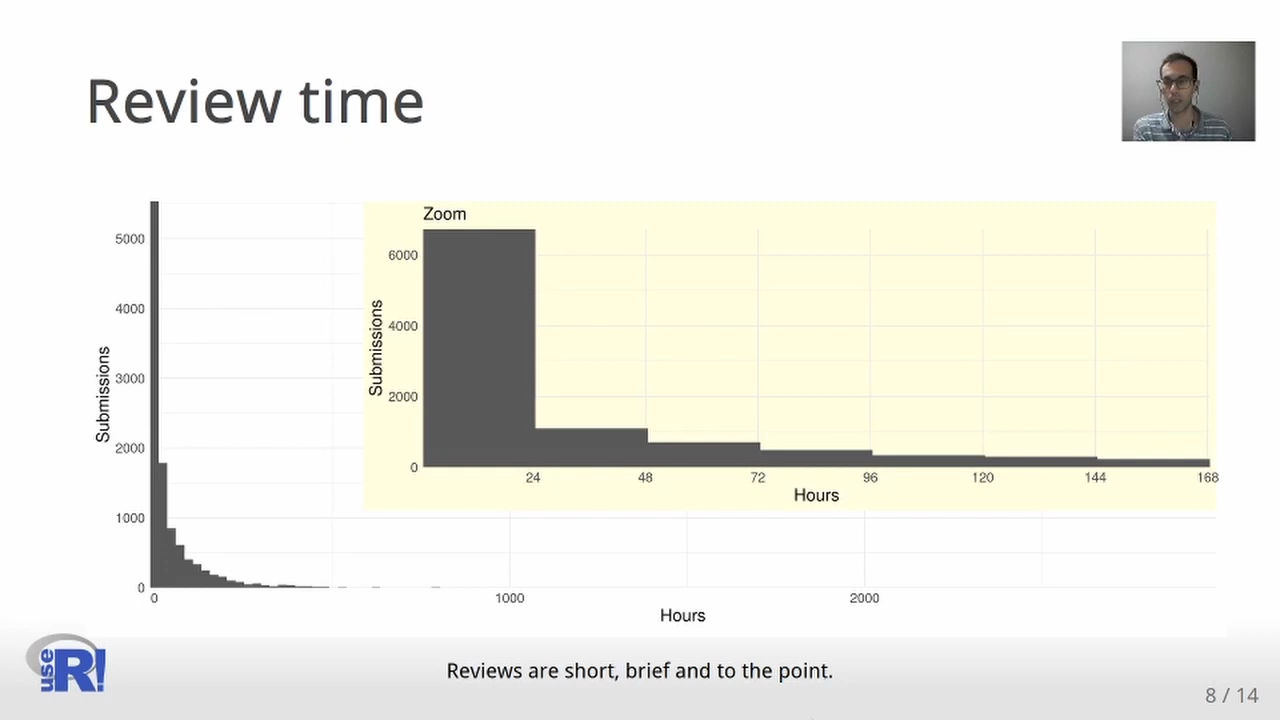 Review time
Zoom
Submissions
5000
4000
3000
2000
1000
0
0
1000
2000
Hours
Submissions
6000
4000
2000
0
24
48
72
96
120
144
168
Hours
useR!
Reviews are short, brief and to the point.
8 / 14